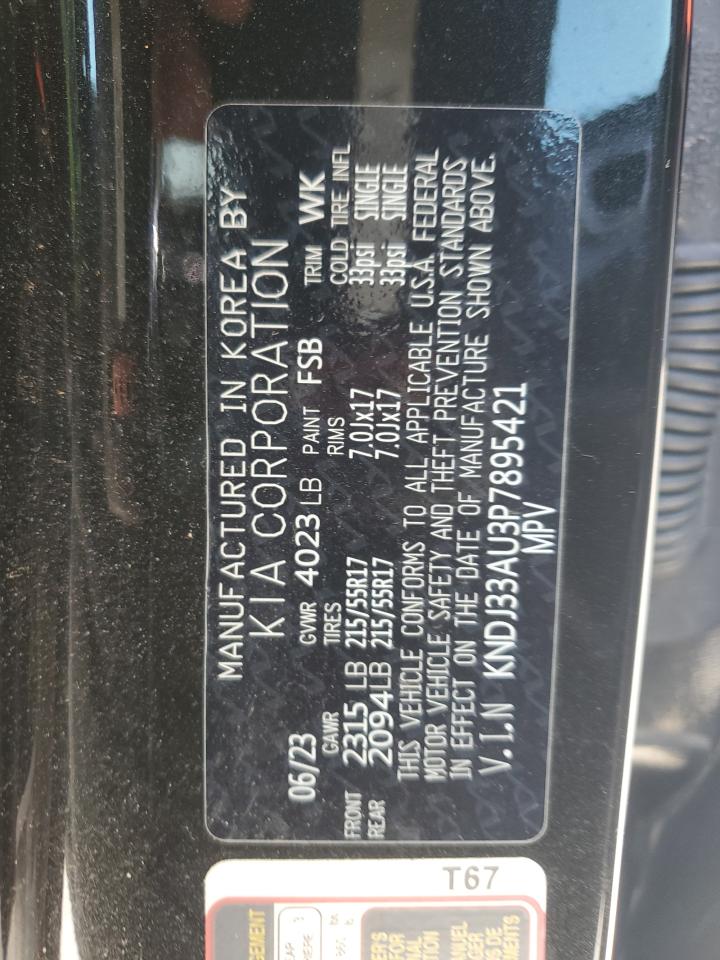 MANUFACTURED IN KOREA BY
KIA CORPORATION
06/23 GVWR 4023 LB PAINT FSB TRIM WK
GAWR TIRES RIMS COLD TIRE INFL
FRONT 2315 LB 215/55R17 7.0Jx17 33psi SINGLE
REAR 2094 LB 215/55R17 7.0Jx17 33psi SINGLE
THIS VEHICLE CONFORMS TO ALL APPLICABLE U.S.A. FEDERAL
MOTOR VEHICLE SAFETY AND THEFT PREVENTION STANDARDS
IN EFFECT ON THE DATE OF MANUFACTURE SHOWN ABOVE.
V.I.N KNDJ33AU3P7895421
MPV
T67